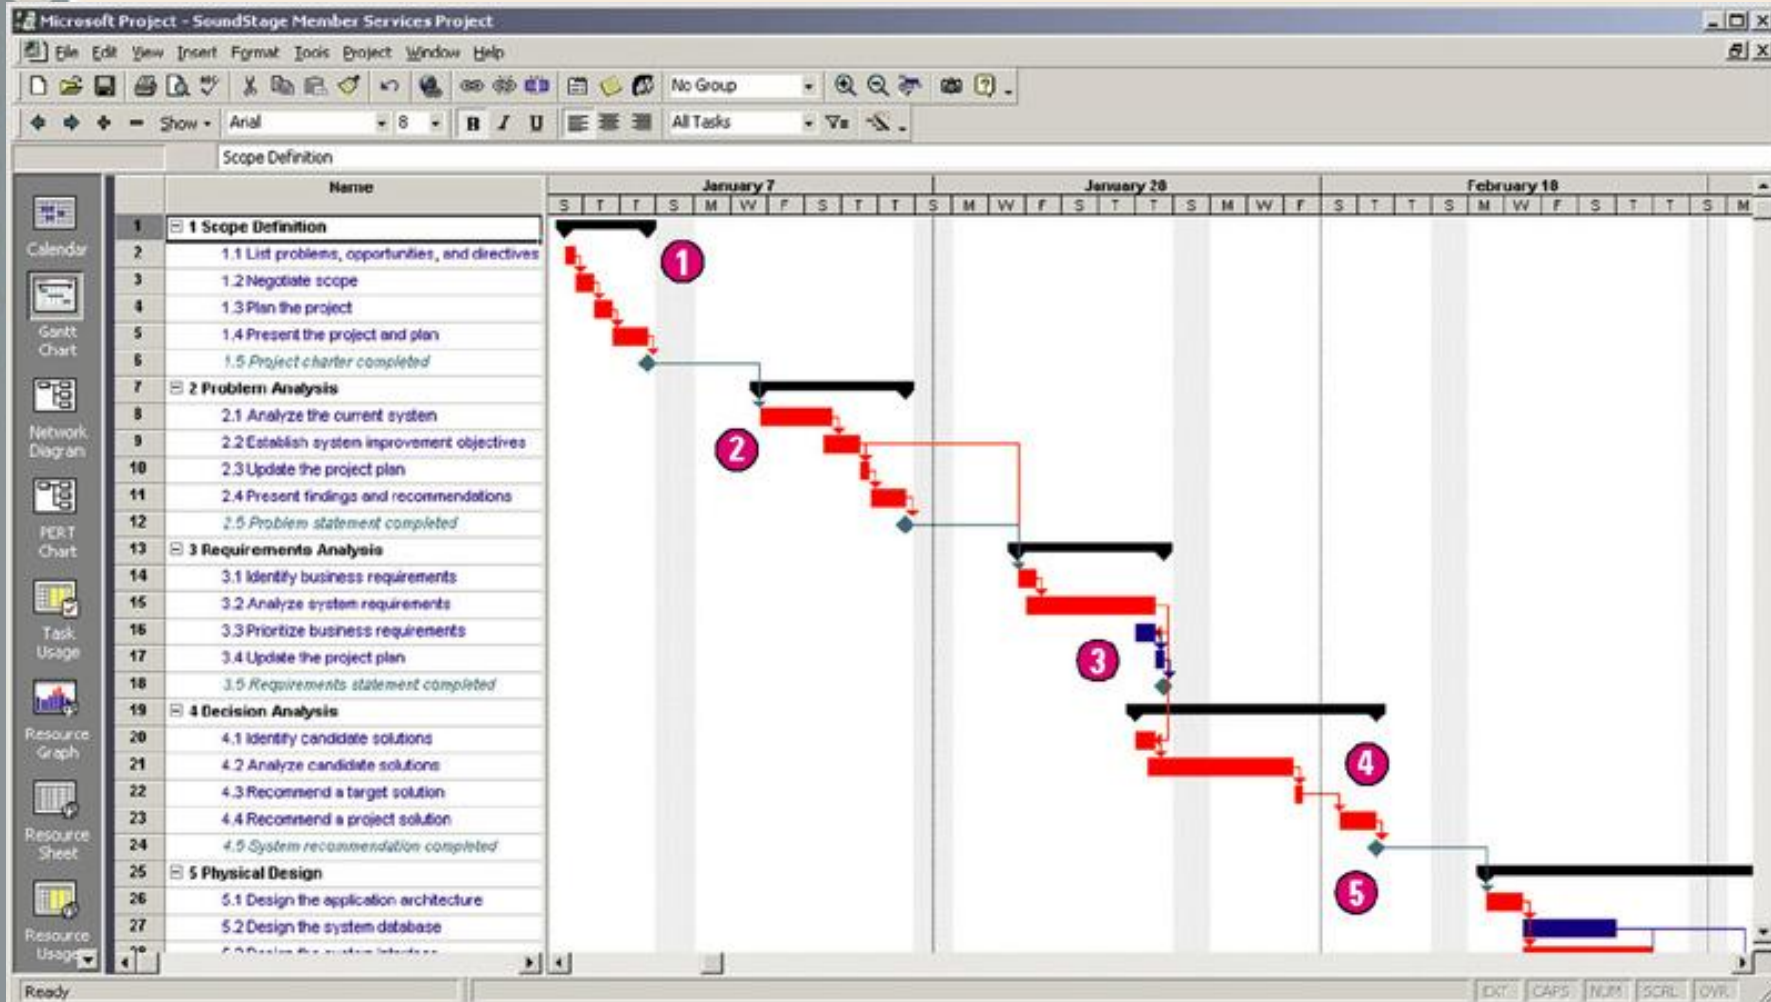 Microsoft Project - SoundStage Member Services Project
File Edit View Insert Format Tools Project Window Help
No Group
Show Arial 8 B I U All Tasks
Scope Definition
Name January 7 January 28 February 18
S T T S M W F S T T S M W F S T T S M W F S T T S M W F S T T S M
1 1 Scope Definition
2 1.1 List problems, opportunities, and directives
3 1.2 Negotiate scope
4 1.3 Plan the project
5 1.4 Present the project and plan
6 1.5 Project charter completed
7 2 Problem Analysis
8 2.1 Analyze the current system
9 2.2 Establish system improvement objectives
10 2.3 Update the project plan
11 2.4 Present findings and recommendations
12 2.5 Problem statement completed
13 3 Requirements Analysis
14 3.1 Identify business requirements
15 3.2 Analyze system requirements
16 3.3 Prioritize business requirements
17 3.4 Update the project plan
18 3.5 Requirements statement completed
19 4 Decision Analysis
20 4.1 Identify candidate solutions
21 4.2 Analyze candidate solutions
22 4.3 Recommend a target solution
23 4.4 Recommend a project solution
24 4.5 System recommendation completed
25 5 Physical Design
26 5.1 Design the application architecture
27 5.2 Design the system database
Calendar
Gantt
Chart
Network
Diagram
PERT
Chart
Task
Usage
Resource
Graph
Resource
Sheet
Resource
Usage
1
2
3
4
5
Ready EXT CAPS NUM SCRL OVR